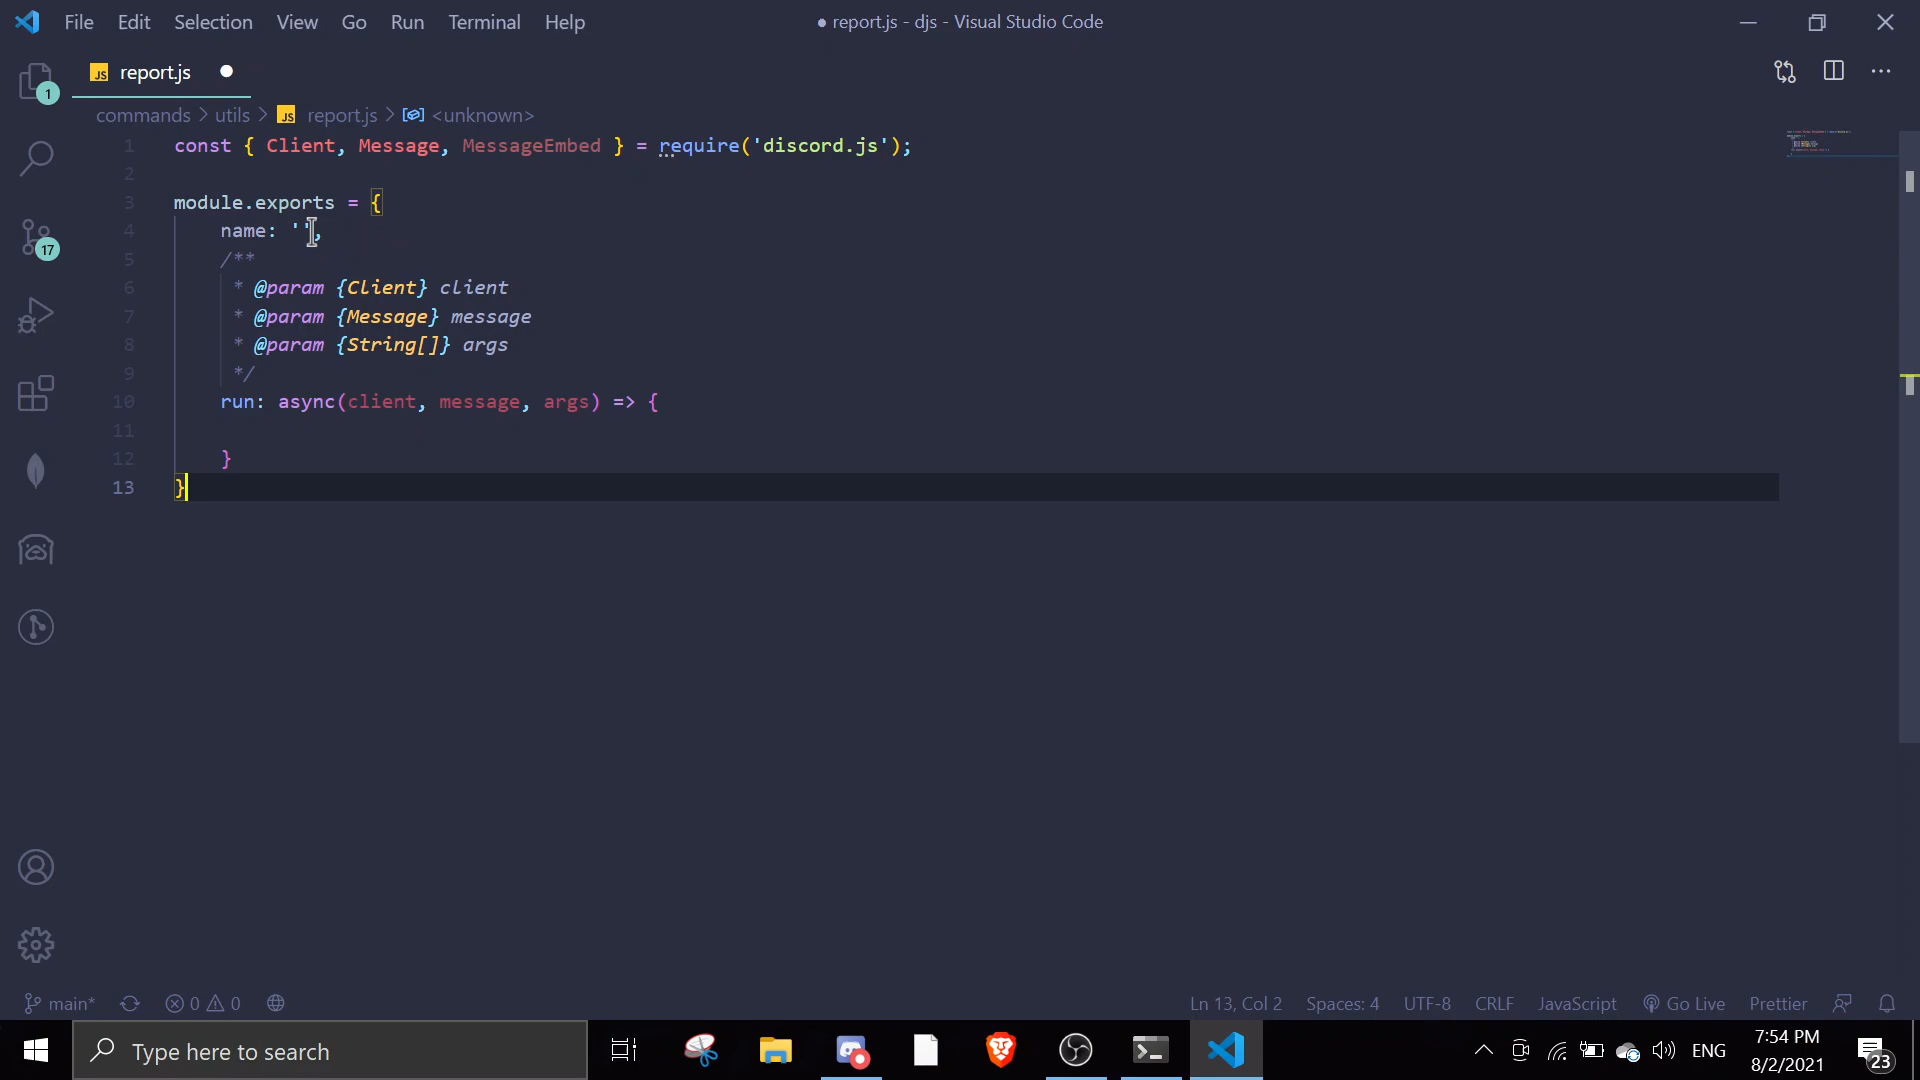 File Edit Selection View Go Run Terminal Help
● report.js - djs - Visual Studio Code
JS report.js
1
17
commands > utils > JS report.js > <unknown>
1 const { Client, Message, MessageEmbed } = require('discord.js');
2
3 module.exports = {
4 name: '',
5 /**
6 * @param {Client} client
7 * @param {Message} message
8 * @param {String[]} args
9 */
10 run: async(client, message, args) => {
11
12 }
13 }
main* 0 0 Ln 13, Col 2 Spaces: 4 UTF-8 CRLF JavaScript Go Live Prettier
Type here to search
ENG
7:54 PM
8/2/2021
23